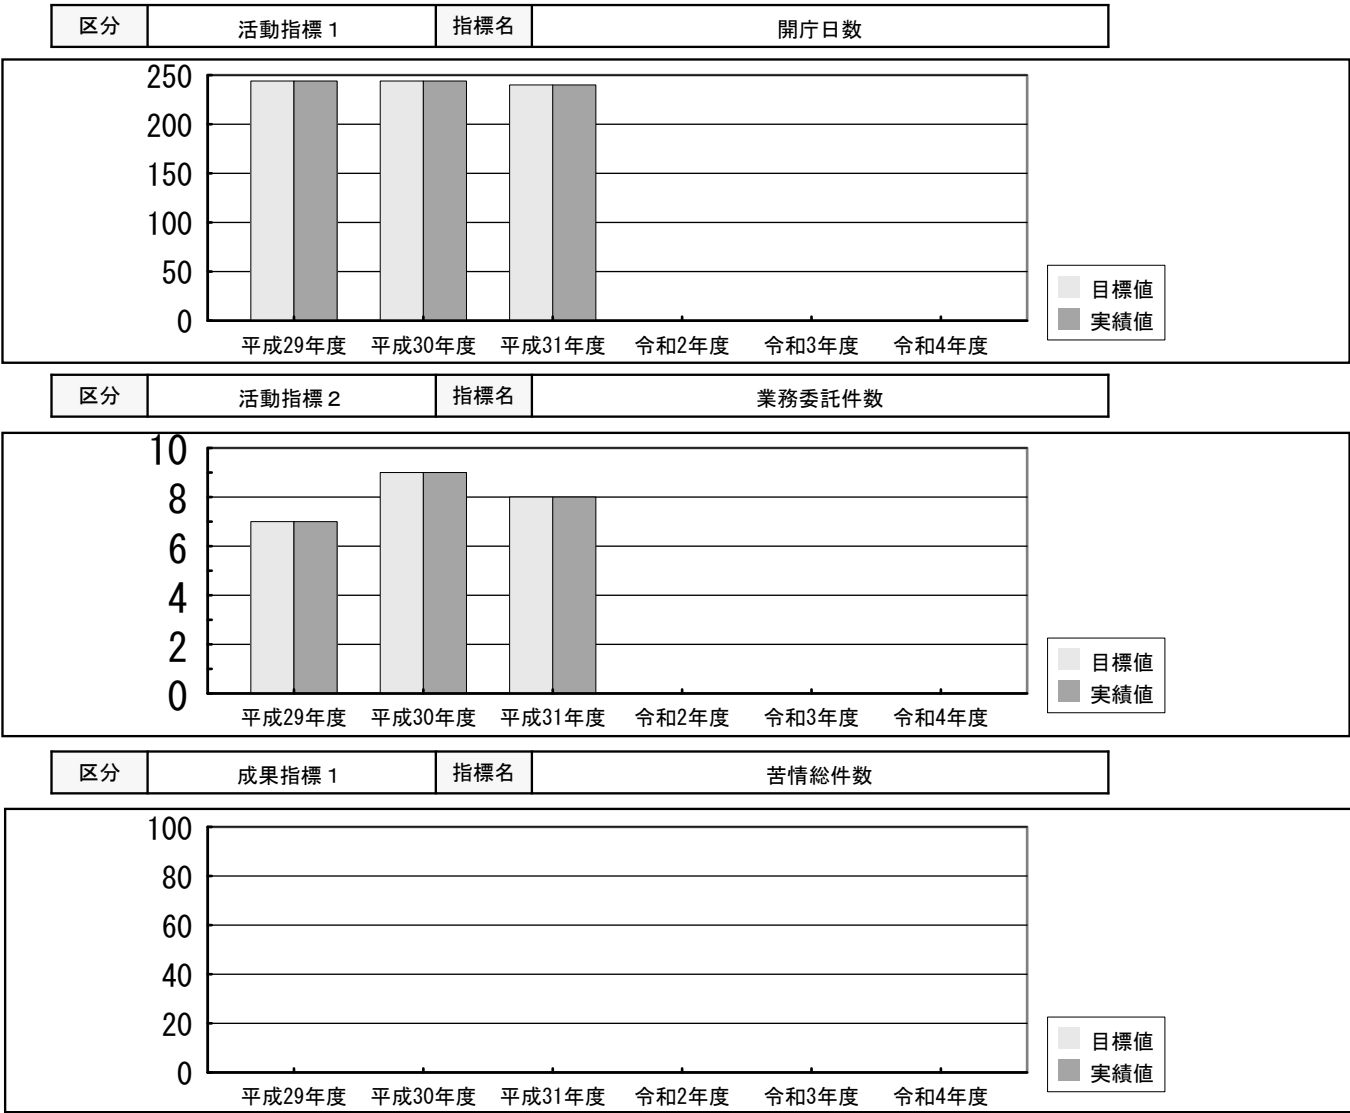 区分 活動指標１ 指標名 開庁日数
250
200
150
100
50
0
平成29年度 平成30年度 平成31年度 令和2年度 令和3年度 令和4年度
目標値
実績値
区分 活動指標２ 指標名 業務委託件数
10
8
6
4
2
0
平成29年度 平成30年度 平成31年度 令和2年度 令和3年度 令和4年度
目標値
実績値
区分 成果指標１ 指標名 苦情総件数
100
80
60
40
20
0
平成29年度 平成30年度 平成31年度 令和2年度 令和3年度 令和4年度
目標値
実績値